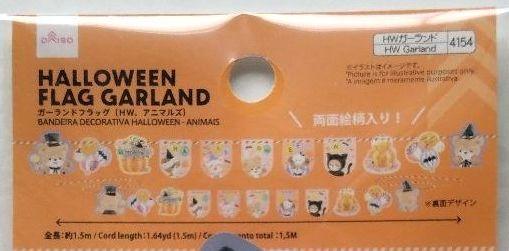 DAISO
HWガーランド
HW Garland
4154
※イラストはイメージです。
*Picture is for illustrative purposes only.
*A imagem é meramente ilustrativa.
HALLOWEEN
FLAG GARLAND
ガーランドフラッグ（HW、アニマルズ）
BANDEIRA DECORATIVA HALLOWEEN - ANIMAIS
両面絵柄入り！
※裏面デザイン
全長：約1.5m / Cord length : 1.64yd (1.5m) / total : 1,5M